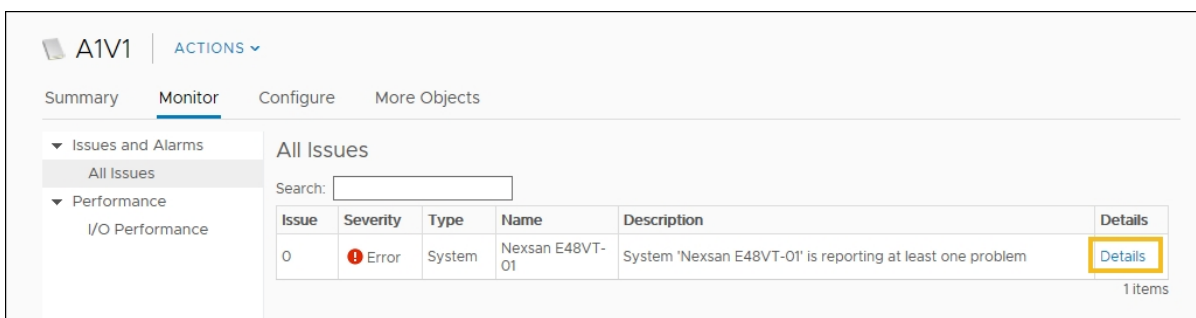 A1V1 ACTIONS
Summary Monitor Configure More Objects
Issues and Alarms
All Issues
Performance
I/O Performance
All Issues
Search:
Issue Severity Type Name Description Details
0 Error System Nexsan E48VT-01 System 'Nexsan E48VT-01' is reporting at least one problem Details
1 items